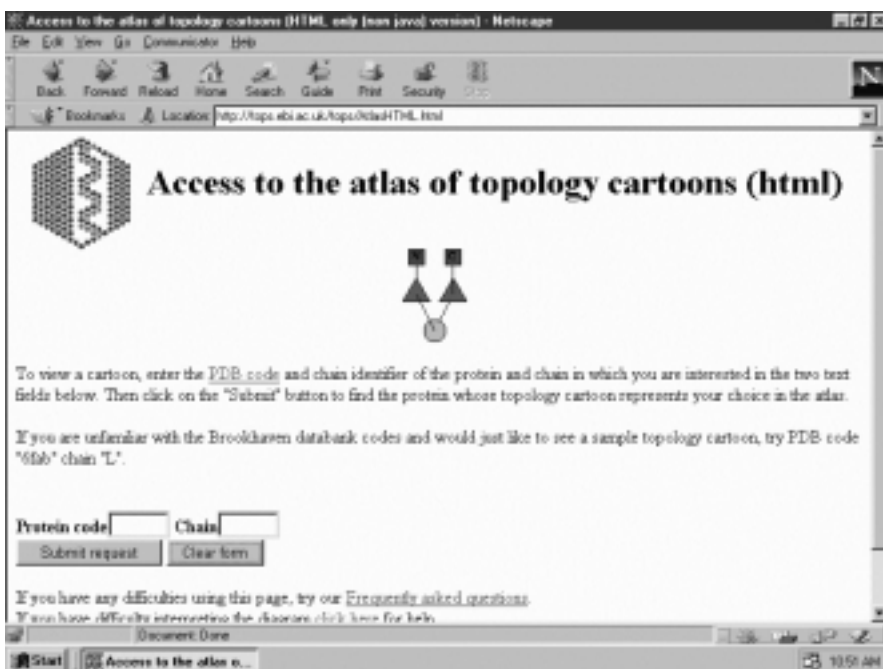 Access to the atlas of topology cartoons (HTML only (non java) version) - Netscape
File Edit View Go Communicator Help
Back Forward Reload Home Search Guide Print Security Stop
N
Bookmarks Location: http://tops.ebi.ac.uk/tops/AtlasHTML.html
Access to the atlas of topology cartoons (html)
N C
To view a cartoon, enter the PDB code and chain identifier of the protein and chain in which you are interested in the two text
fields below. Then click on the "Submit" button to find the protein whose topology cartoon represents your choice in the atlas.
If you are unfamiliar with the Brookhaven databank codes and would just like to see a sample topology cartoon, try PDB code
"6fab" chain "L".
Protein code Chain
Submit request Clear form
If you have any difficulties using this page, try our Frequently asked questions.
If you have difficulty interpreting the diagram click here for help
Document: Done
Start Access to the atlas o... 10:51 AM